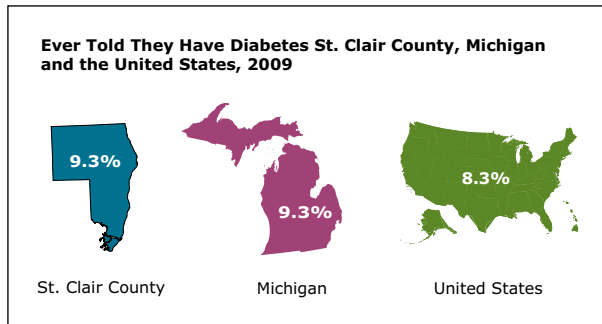 Ever Told They Have Diabetes St. Clair County, Michigan
and the United States, 2009
9.3%
9.3%
8.3%
St. Clair County
Michigan
United States